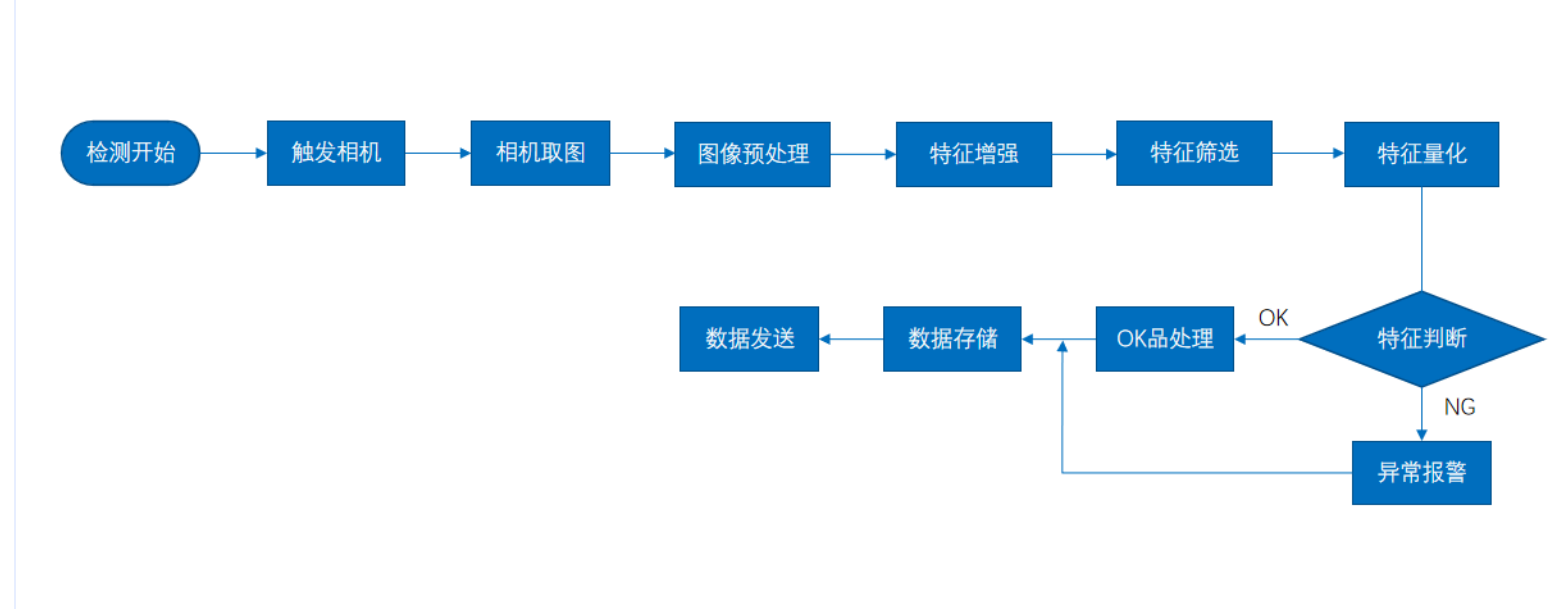 检测开始
触发相机
相机取图
图像预处理
特征增强
特征筛选
特征量化
数据发送
数据存储
OK品处理
OK
特征判断
NG
异常报警